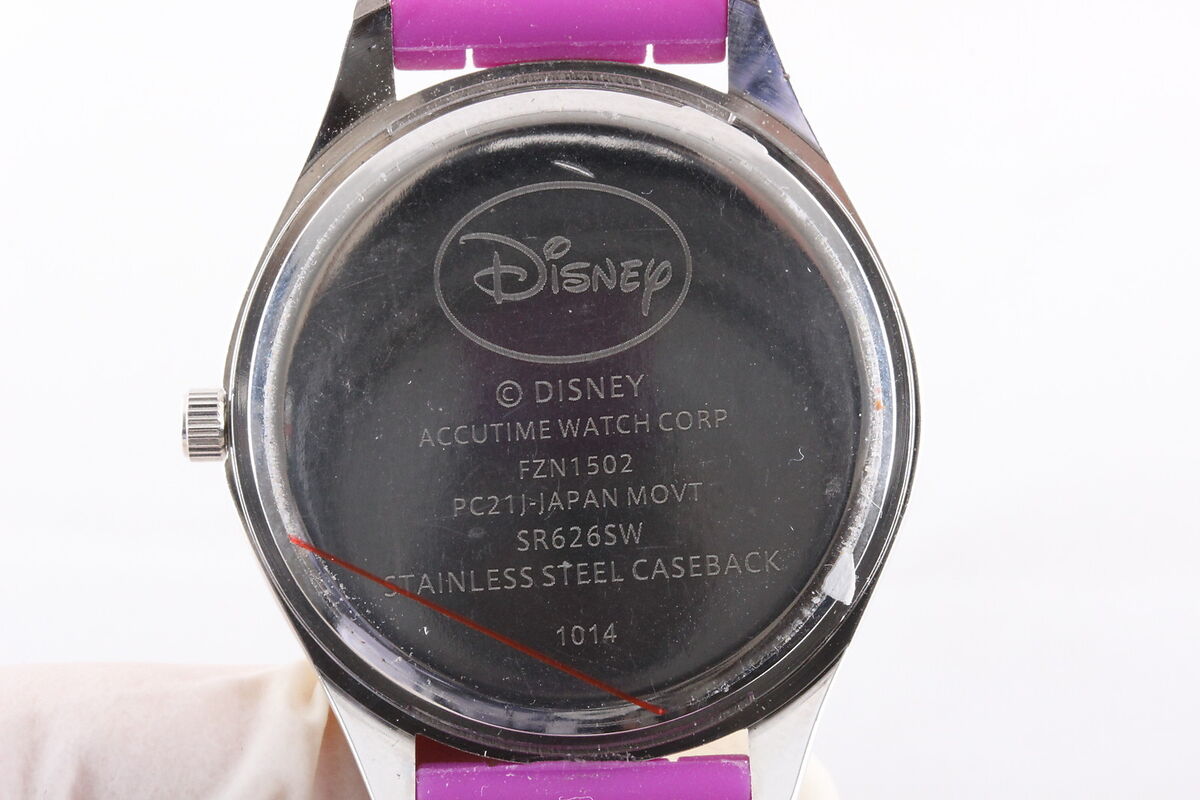 Disney
© DISNEY
ACCUTIME WATCH CORP
FZN1502
PC21J-JAPAN MOVT
SR626SW
STAINLESS STEEL CASEBACK
1014